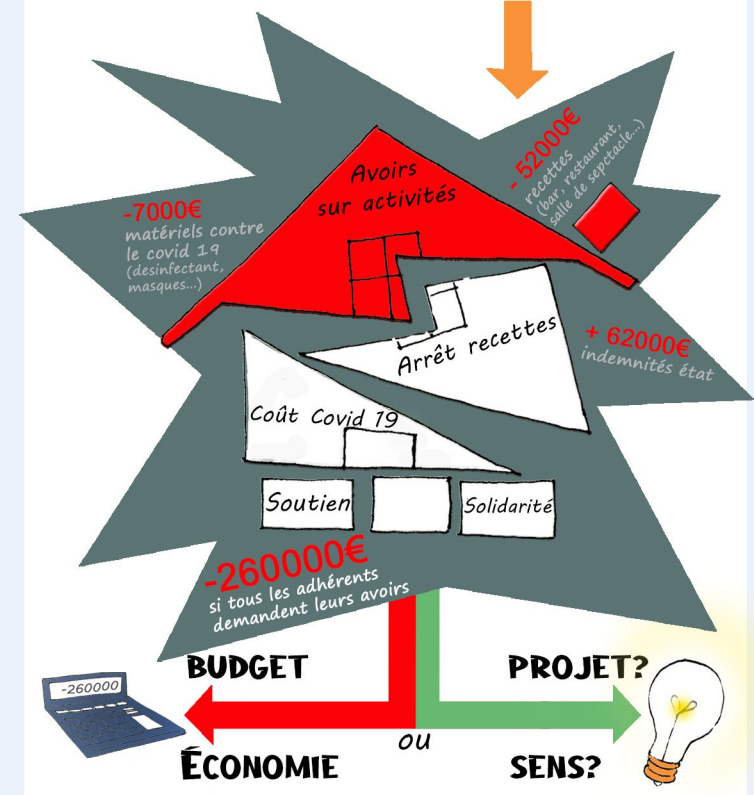 - 52000€
recettes
(bar, restaurant,
salle de sepctacle...)
Avoirs
sur activités
-7000€
matériels contre
le covid 19
(desinfectant,
masques...)
Arrêt recettes
+ 62000€
indemnités état
Coût Covid 19
Soutien
Solidarité
-260000€
si tous les adhérents
demandent leurs avoirs
BUDGET
PROJET?
-260000
ou
ÉCONOMIE
SENS?